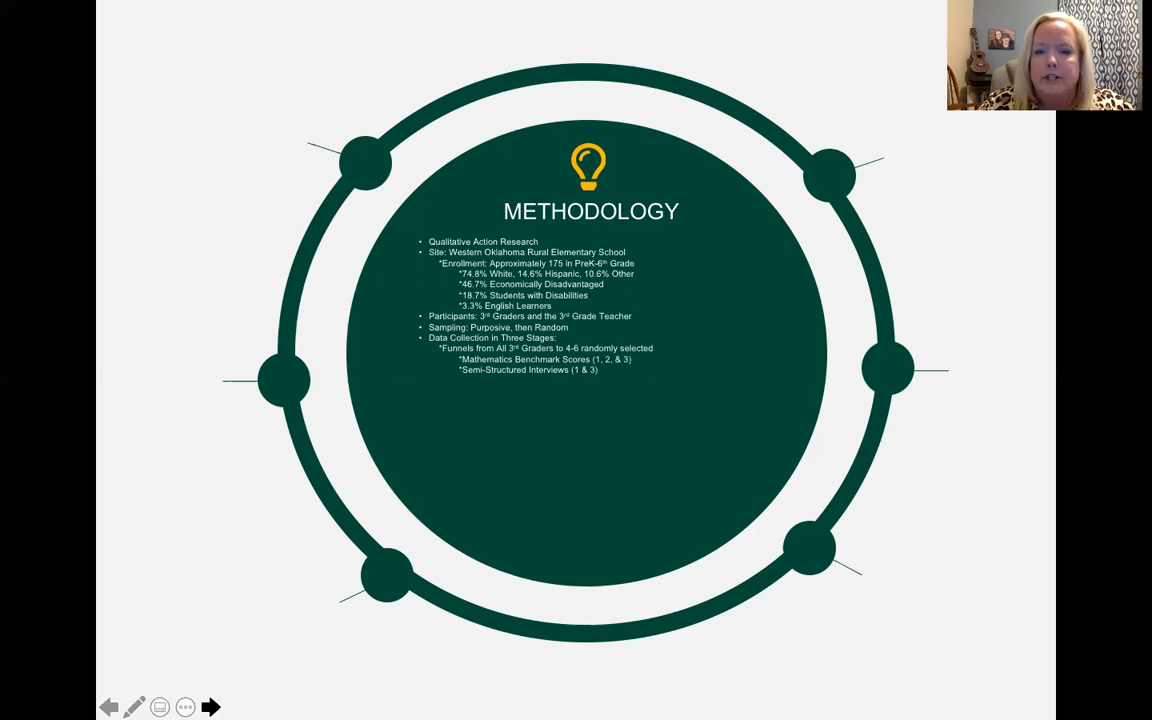 METHODOLOGY
• Qualitative Action Research
• Site: Western Oklahoma Rural Elementary School
*Enrollment: Approximately 175 in PreK-6th Grade
*74.8% White, 14.6% Hispanic, 10.6% Other
*46.7% Economically Disadvantaged
*18.7% Students with Disabilities
*3.3% English Learners
• Participants: 3rd Graders and the 3rd Grade Teacher
• Sampling: Purposive, then Random
• Data Collection in Three Stages:
*Funnels from All 3rd Graders to 4-6 randomly selected
*Mathematics Benchmark Scores (1, 2, & 3)
*Semi-Structured Interviews (1 & 3)